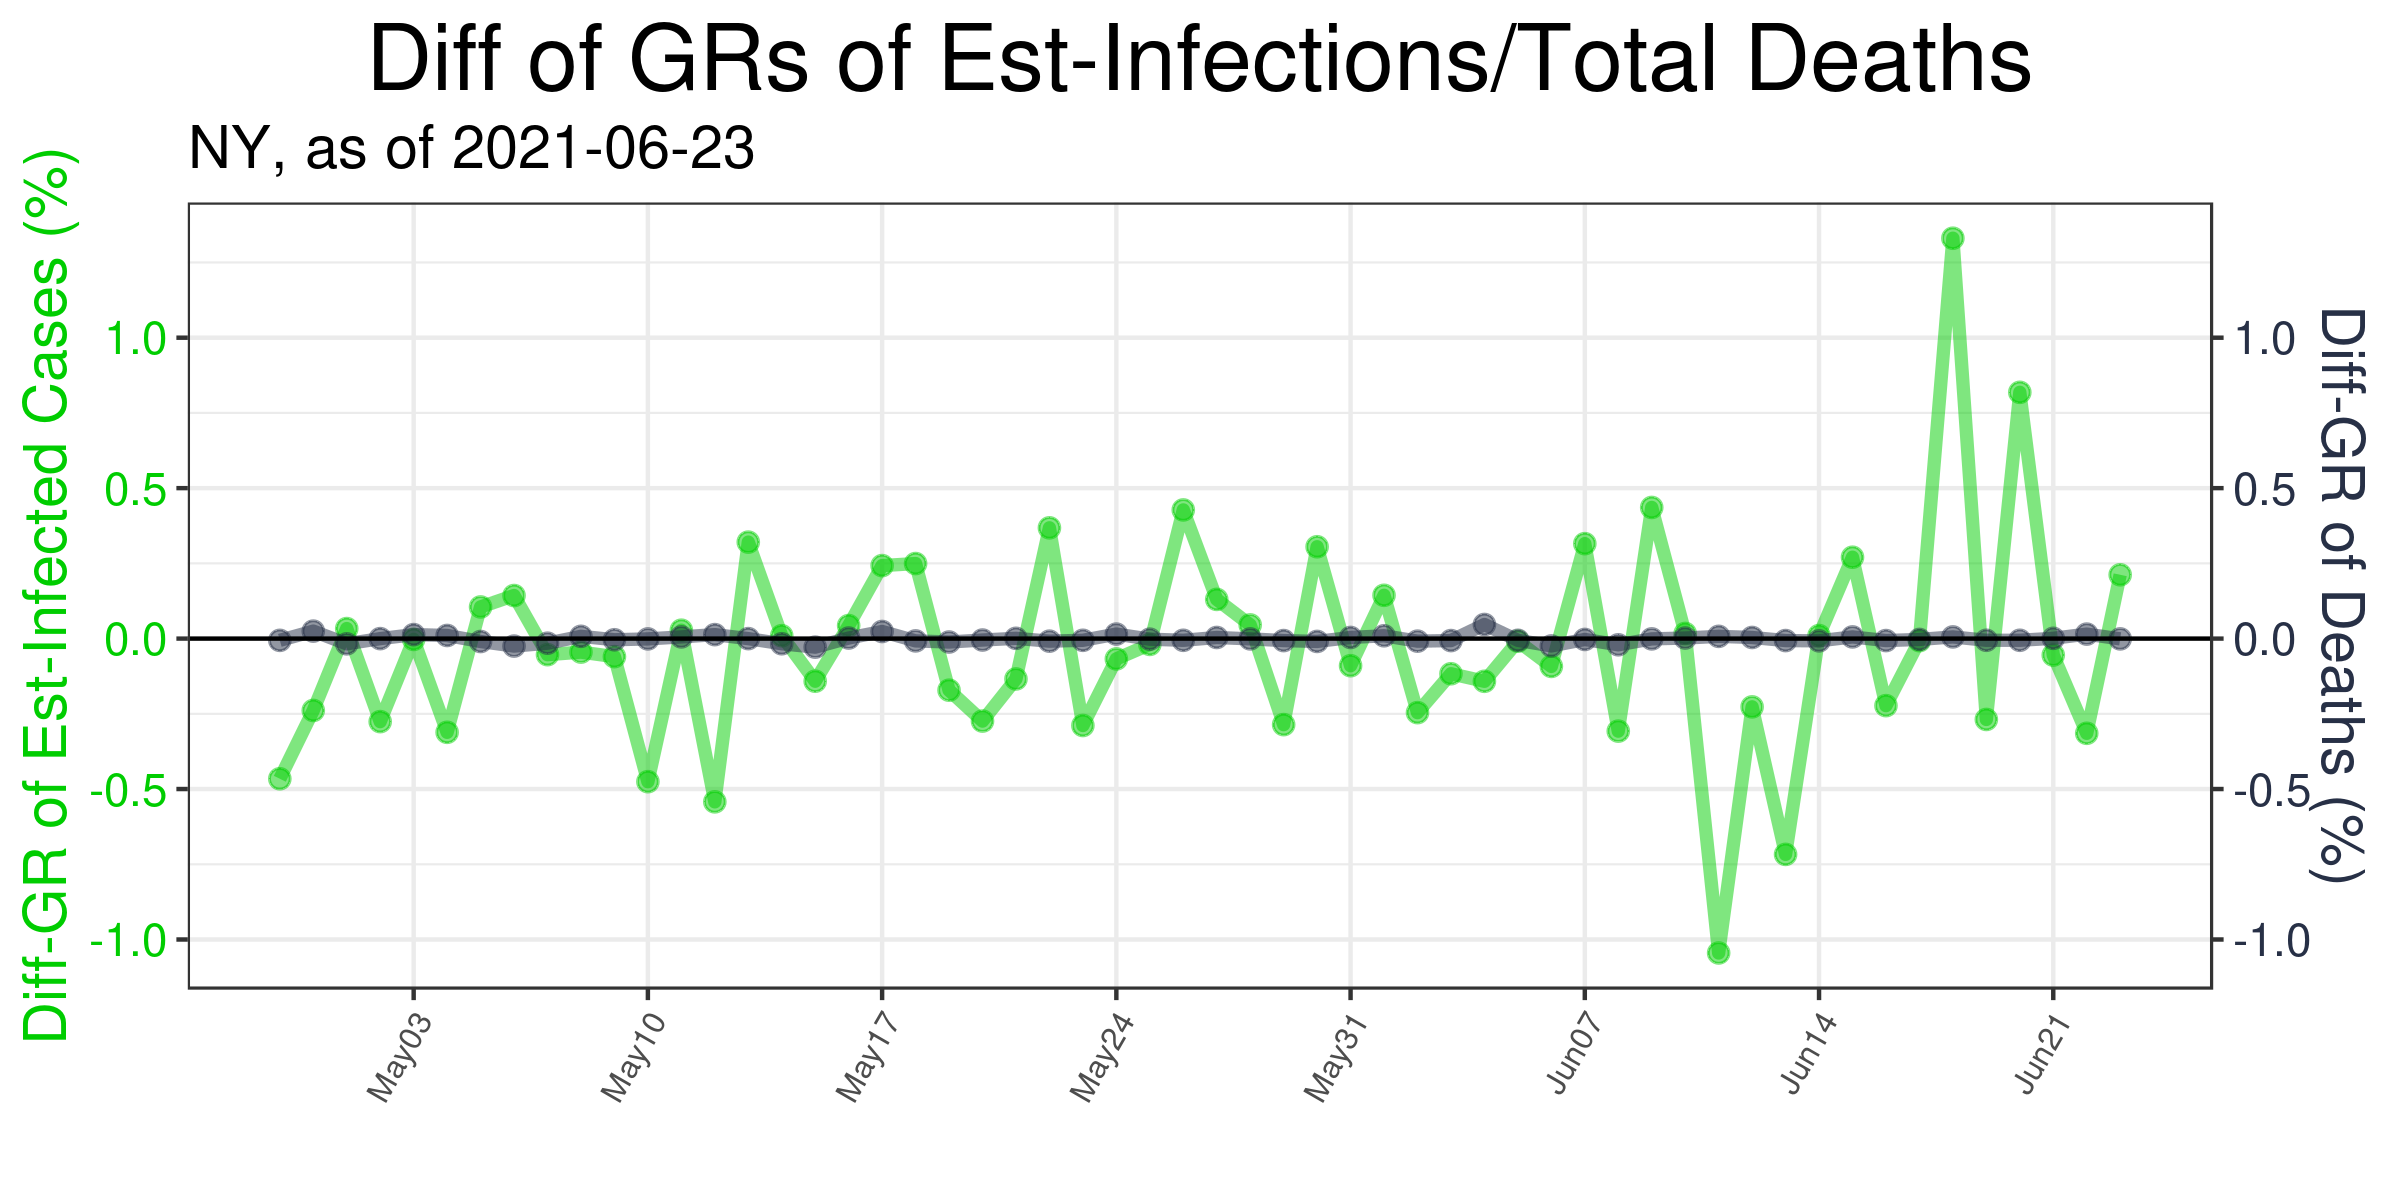 Diff of GRs of Est-Infections/Total Deaths
NY, as of 2021-06-23
Diff-GR of Est-Infected Cases (%)
1.0
0.5
0.0
-0.5
-1.0
1.0
0.5
0.0
-0.5
-1.0
Diff-GR of Deaths (%)
May03
May10
May17
May24
May31
Jun07
Jun14
Jun21